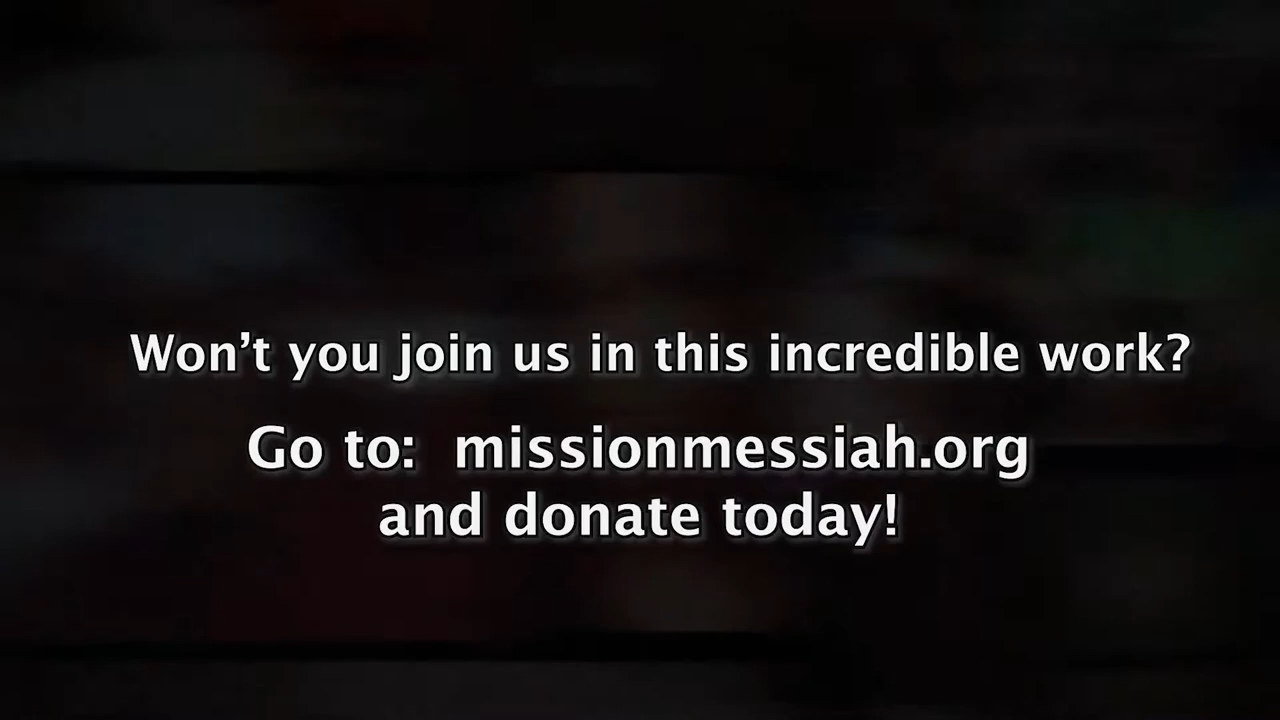 Won’t you join us in this incredible work?
Go to:  missionmessiah.org
and donate today!